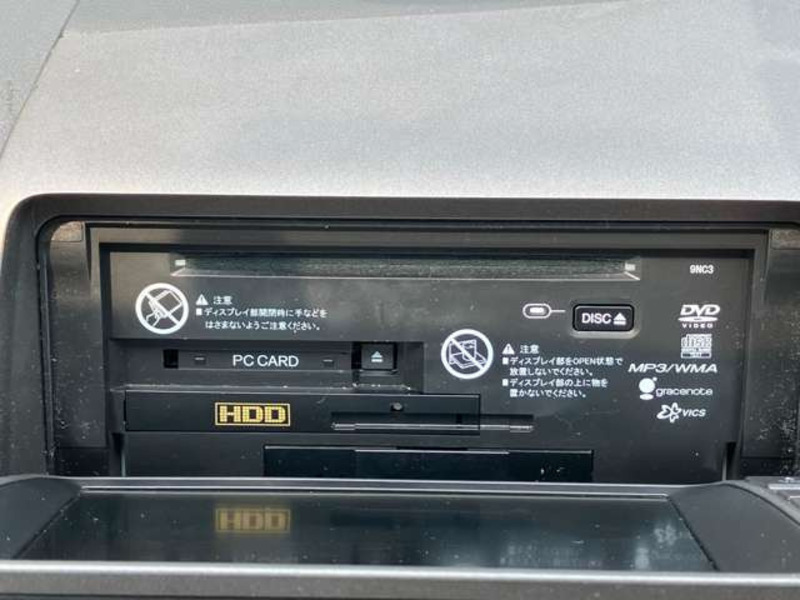 9NC3
注意
■ディスプレイ部開閉時に手などを
はさまないようご注意ください。
DISC
DVD
VIDEO
disc
PC CARD
注意
■ディスプレイ部をOPEN状態で
放置しないでください。
■ディスプレイ部の上に物を
置かないでください。
MP3/WMA
gracenote
VICS
HDD
HDD